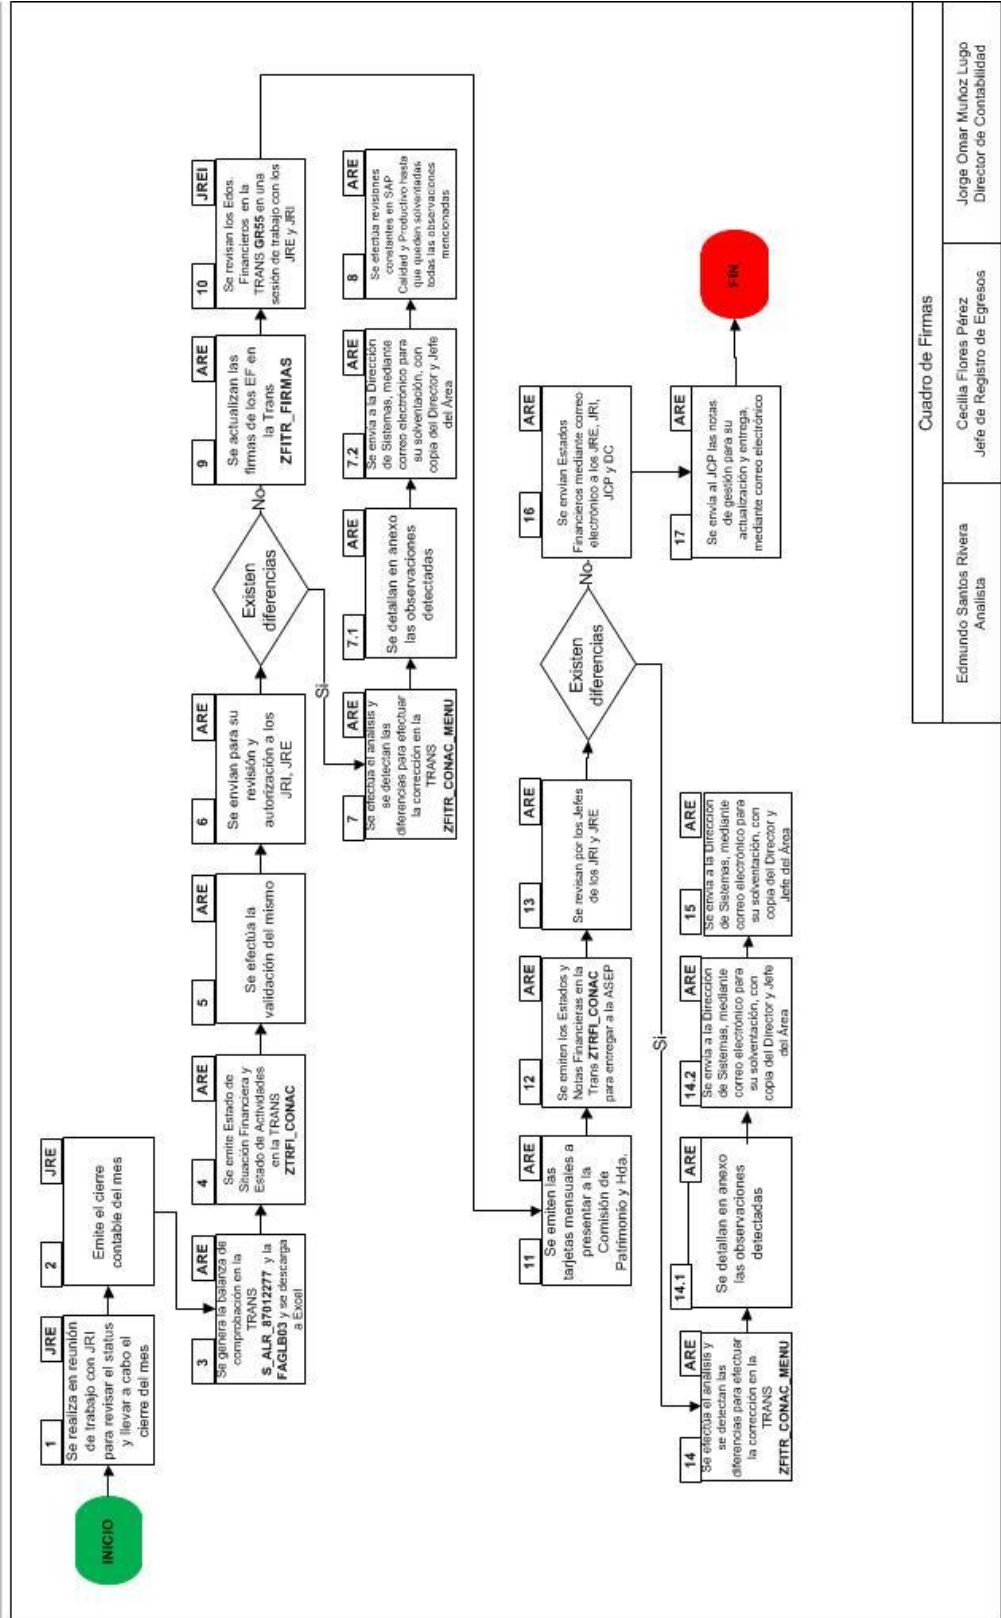 INICIO
1
JRE
Se realiza en reunión
de trabajo con JRI
para revisar el status
y llevar a cabo el
cierre del mes
2
JRE
Emite el cierre
contable del mes
3
ARE
Se genera la balanza de
comprobación en la
TRANS
S_ALR_87012277 y la
FAGLB03 y se descarga
a Excel
4
ARE
Se emite Estado de
Situación Financiera y
Estado de Actividades
en la TRANS
ZTRFI_CONAC
5
ARE
Se efectúa la
validación del mismo
6
ARE
Se envían para su
revisión y
autorización a los
JRI, JRE
Existen
diferencias
No
Si
9
ARE
Se actualizan las
firmas de los EF en
la Trans
ZFITR_FIRMAS
10
JREI
Se revisan los Edos.
Financieros en la
TRANS GR55 en una
sesión de trabajo con los
JRE y JRI
7
ARE
Se efectúa el análisis y
se detectan las
diferencias para efectuar
la corrección en la
TRANS
ZFITR_CONAC_MENU
7.1
ARE
Se detallan en anexo
las observaciones
detectadas
7.2
ARE
Se envía a la Dirección
de Sistemas, mediante
correo electrónico para
su solventación, con
copia del Director y Jefe
del Área
8
ARE
Se efectúa revisiones
constantes en SAP
Calidad y Productivo hasta
que queden solventadas
todas las observaciones
mencionadas
11
ARE
Se emiten las
tarjetas mensuales a
presentar a la
Comisión de
Patrimonio y Hda.
12
ARE
Se emiten los Estados y
Notas Financieras en la
Trans ZTRFI_CONAC
para entregar a la ASEP
13
ARE
Se revisan por los Jefes
de los JRI y JRE
Existen
diferencias
No
Si
16
ARE
Se envían Estados
Financieros mediante correo
electrónico a los JRE, JRI,
JCP y DC
17
ARE
Se envía al JCP las notas
de gestión para su
actualización y entrega,
mediante correo electrónico
FIN
14
ARE
Se efectúa el análisis y
se detectan las
diferencias para efectuar
la corrección en la
TRANS
ZFITR_CONAC_MENU
14.1
ARE
Se detallan en anexo
las observaciones
detectadas
14.2
ARE
Se envía a la Dirección
de Sistemas, mediante
correo electrónico para
su solventación, con
copia del Director y Jefe
del Área
15
ARE
Se envía a la Dirección
de Sistemas, mediante
correo electrónico para
su solventación, con
copia del Director y
Jefe del Área
Cuadro de Firmas
Edmundo Santos Rivera
Analista
Cecilia Flores Pérez
Jefe de Registro de Egresos
Jorge Omar Muñoz Lugo
Director de Contabilidad